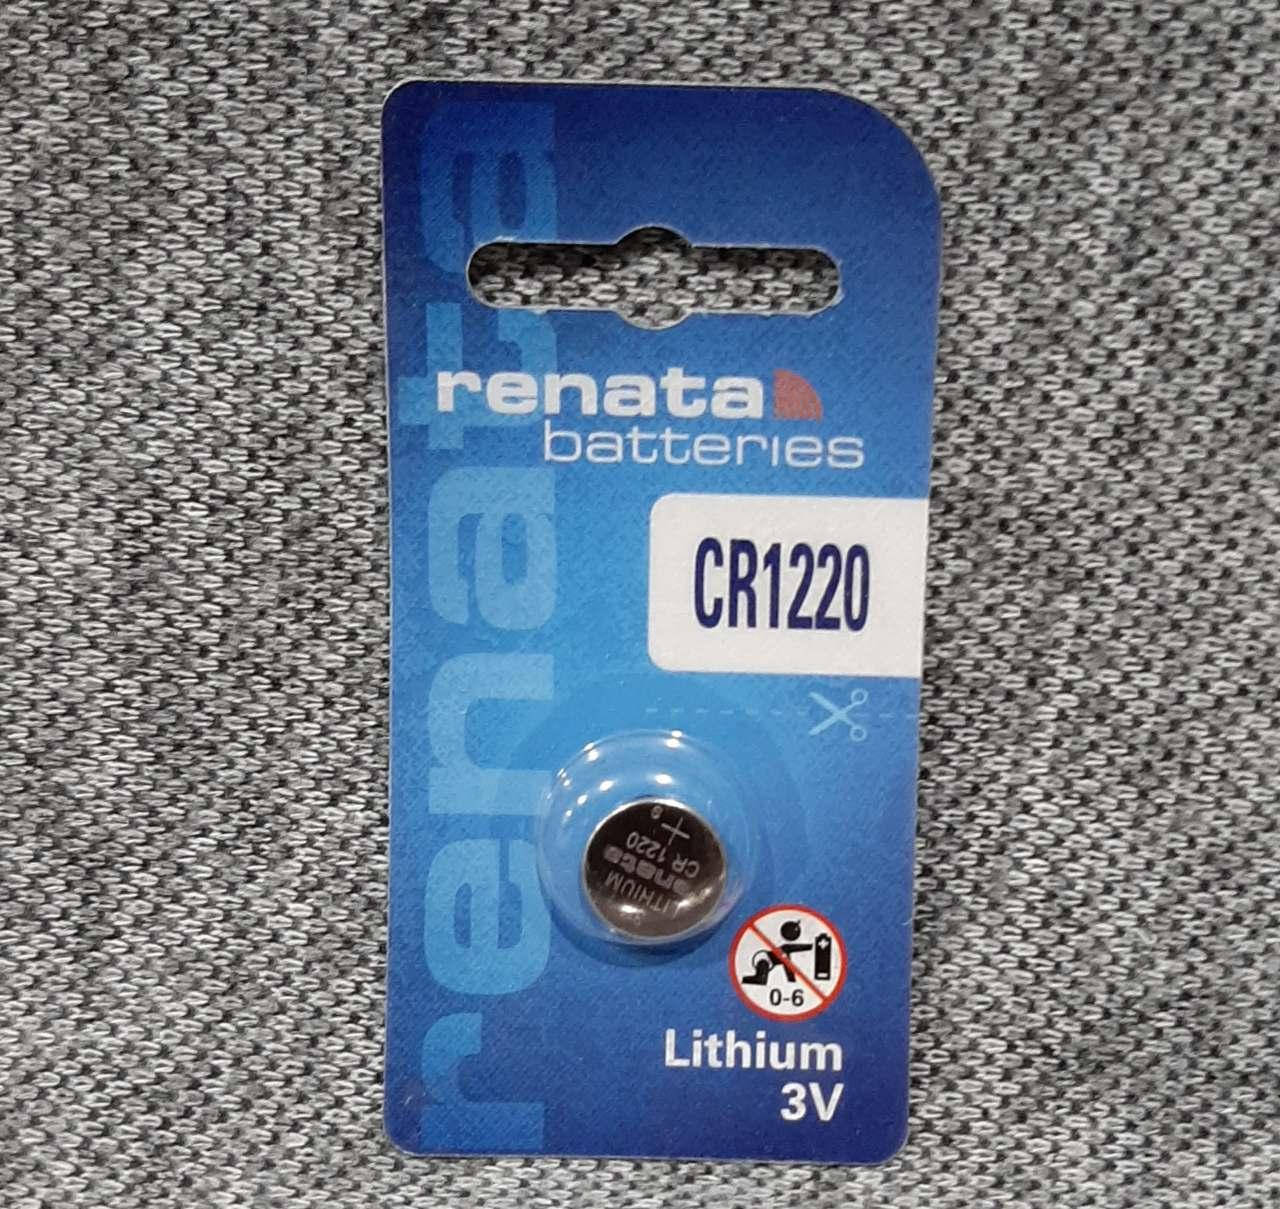 renata
renata
batteries
CR1220
+
CR 1220
renata
LITHIUM
0-6
Lithium
3V